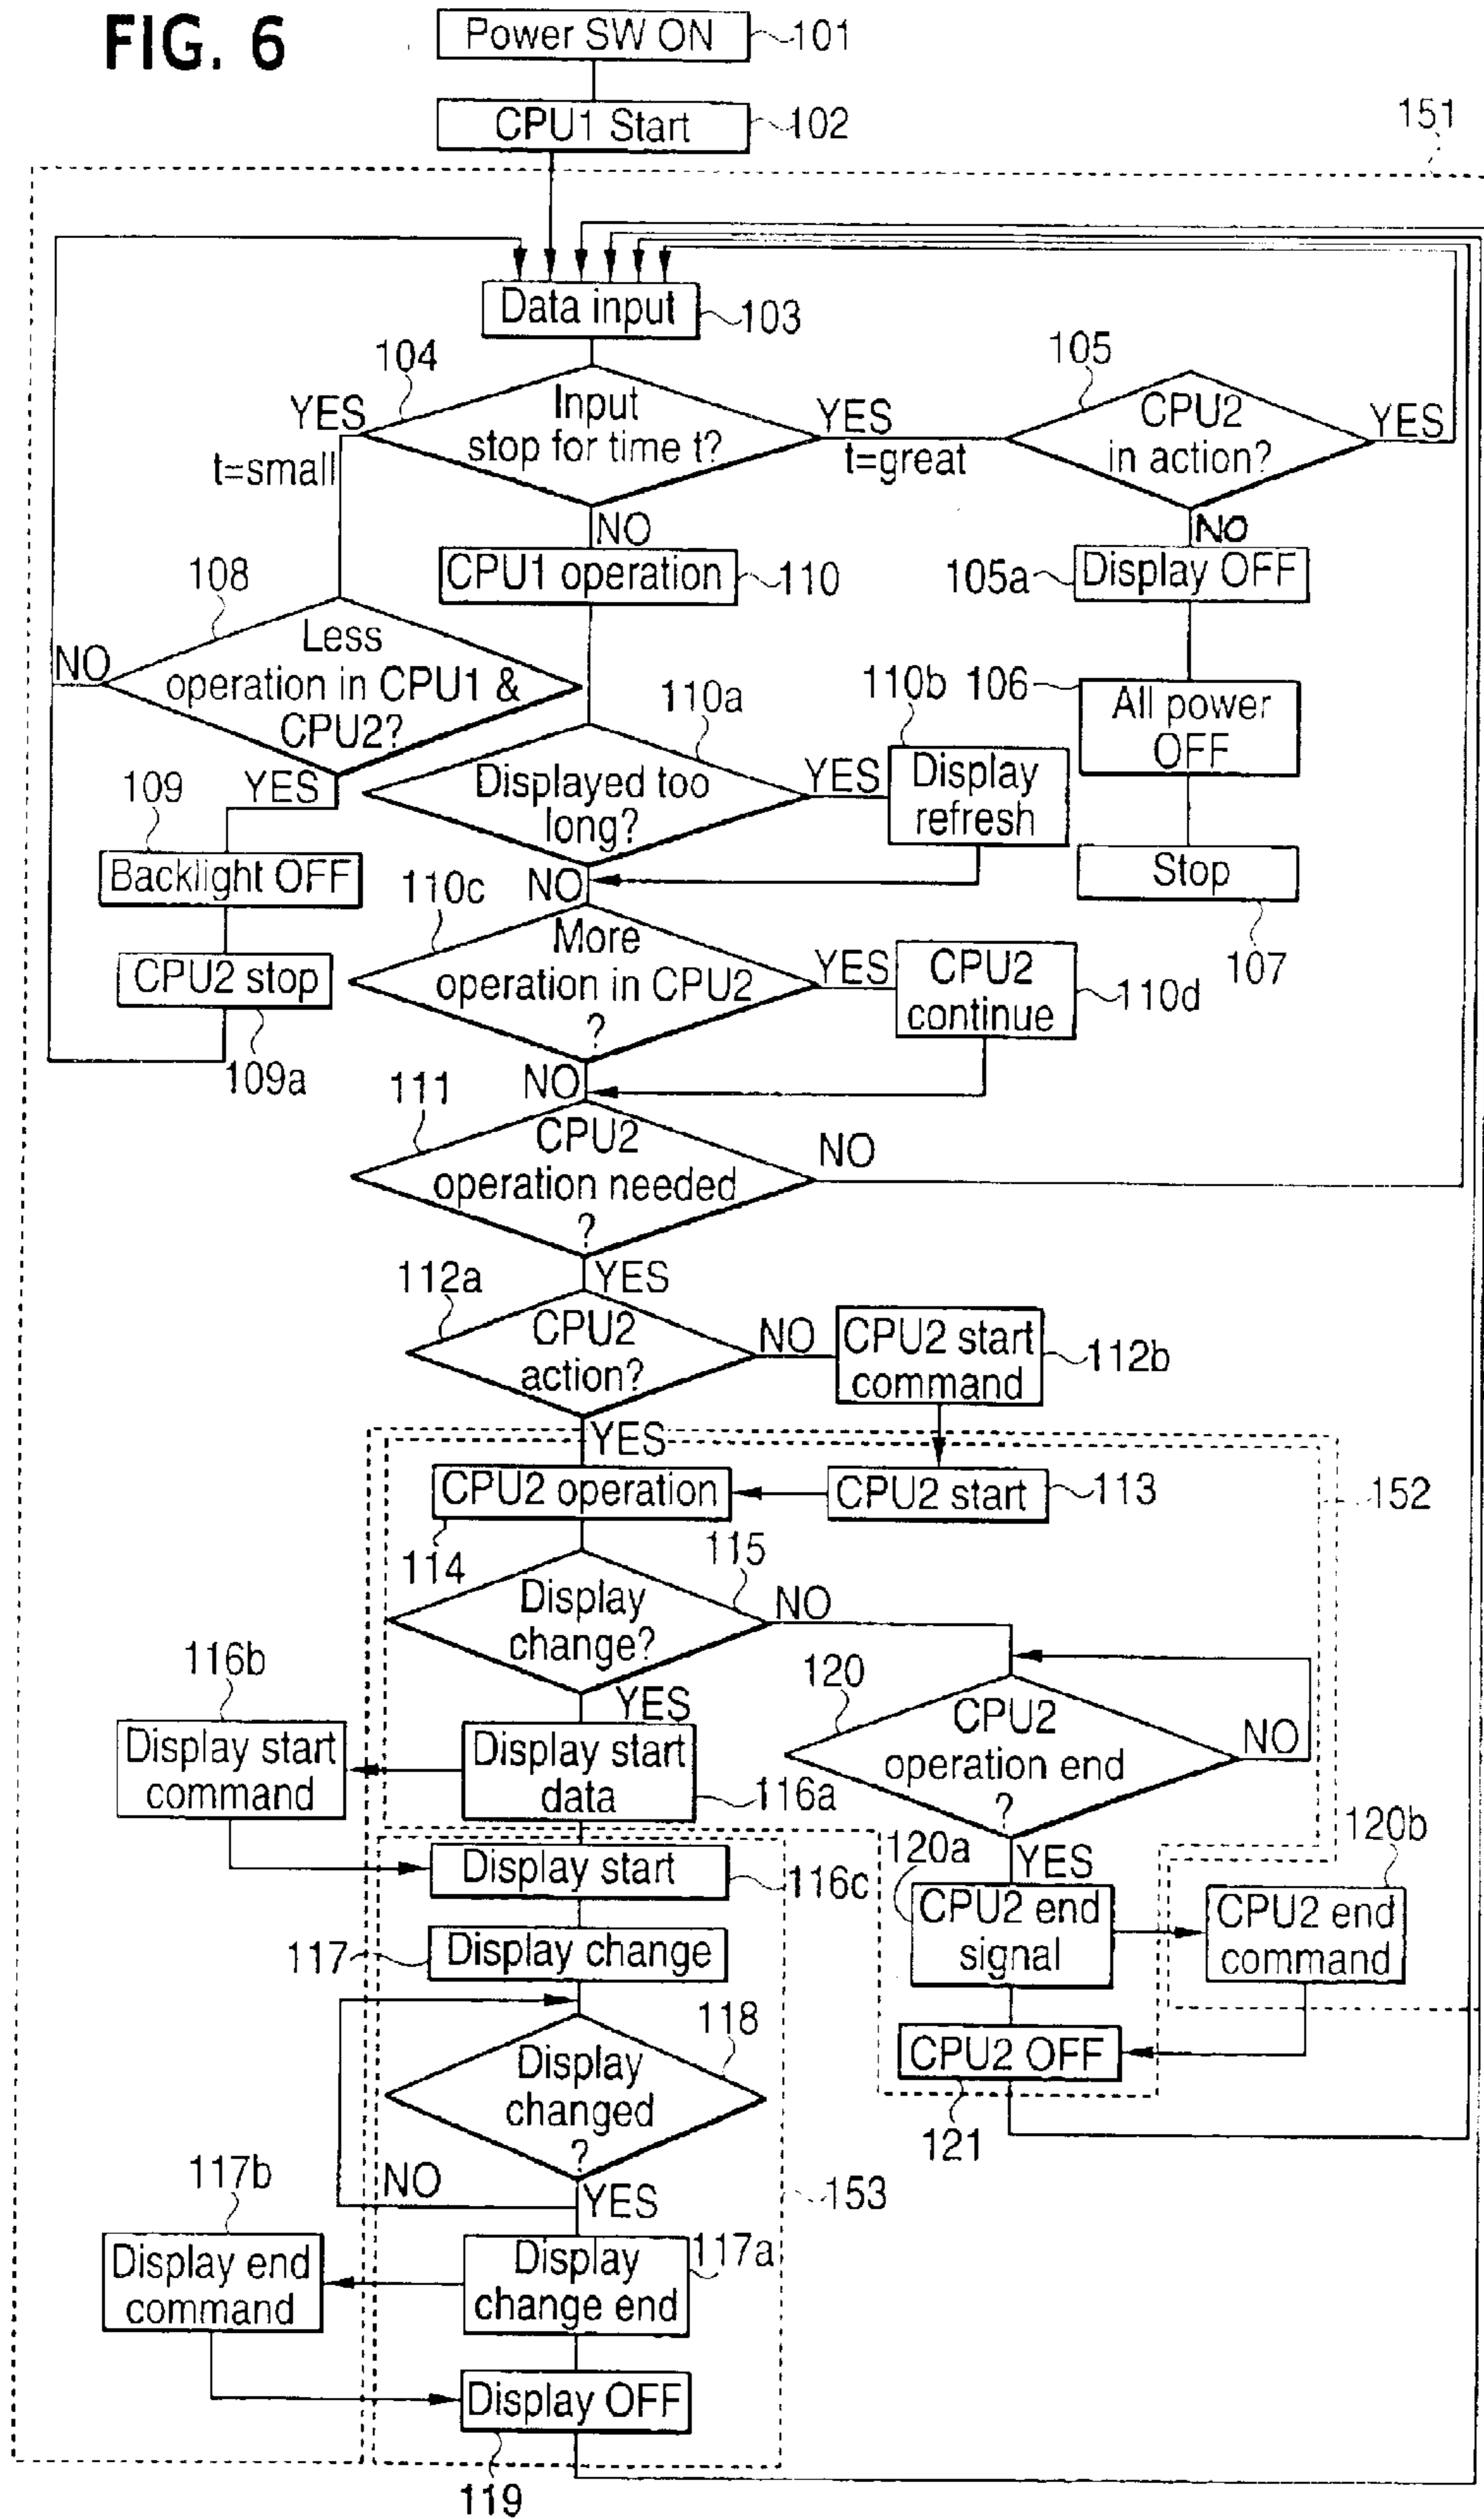 FIG. 6
Power SW ON
101
CPU1 Start
102
151
Data input
103
104
105
Input
stop for time t?
YES
t=small
YES
t=great
CPU2
in action?
YES
NO
NO
CPU1 operation
110
105a
Display OFF
108
Less
operation in CPU1 &
CPU2?
NO
YES
110a
110b
106
All power
OFF
Displayed too
long?
YES
Display
refresh
109
Backlight OFF
Stop
107
NO
110c
More
operation in CPU2
?
YES
CPU2
continue
110d
CPU2 stop
109a
NO
111
CPU2
operation needed
?
NO
YES
112a
CPU2
action?
NO
CPU2 start
command
112b
YES
CPU2 operation
CPU2 start
113
152
114
115
Display
change?
NO
116b
YES
120
CPU2
operation end
?
NO
Display start
command
Display start
data
116a
120a
YES
120b
Display start
116c
CPU2 end
signal
CPU2 end
command
117
Display change
118
CPU2 OFF
121
Display
changed
?
NO
YES
153
117b
Display end
command
Display
change end
117a
Display OFF
119